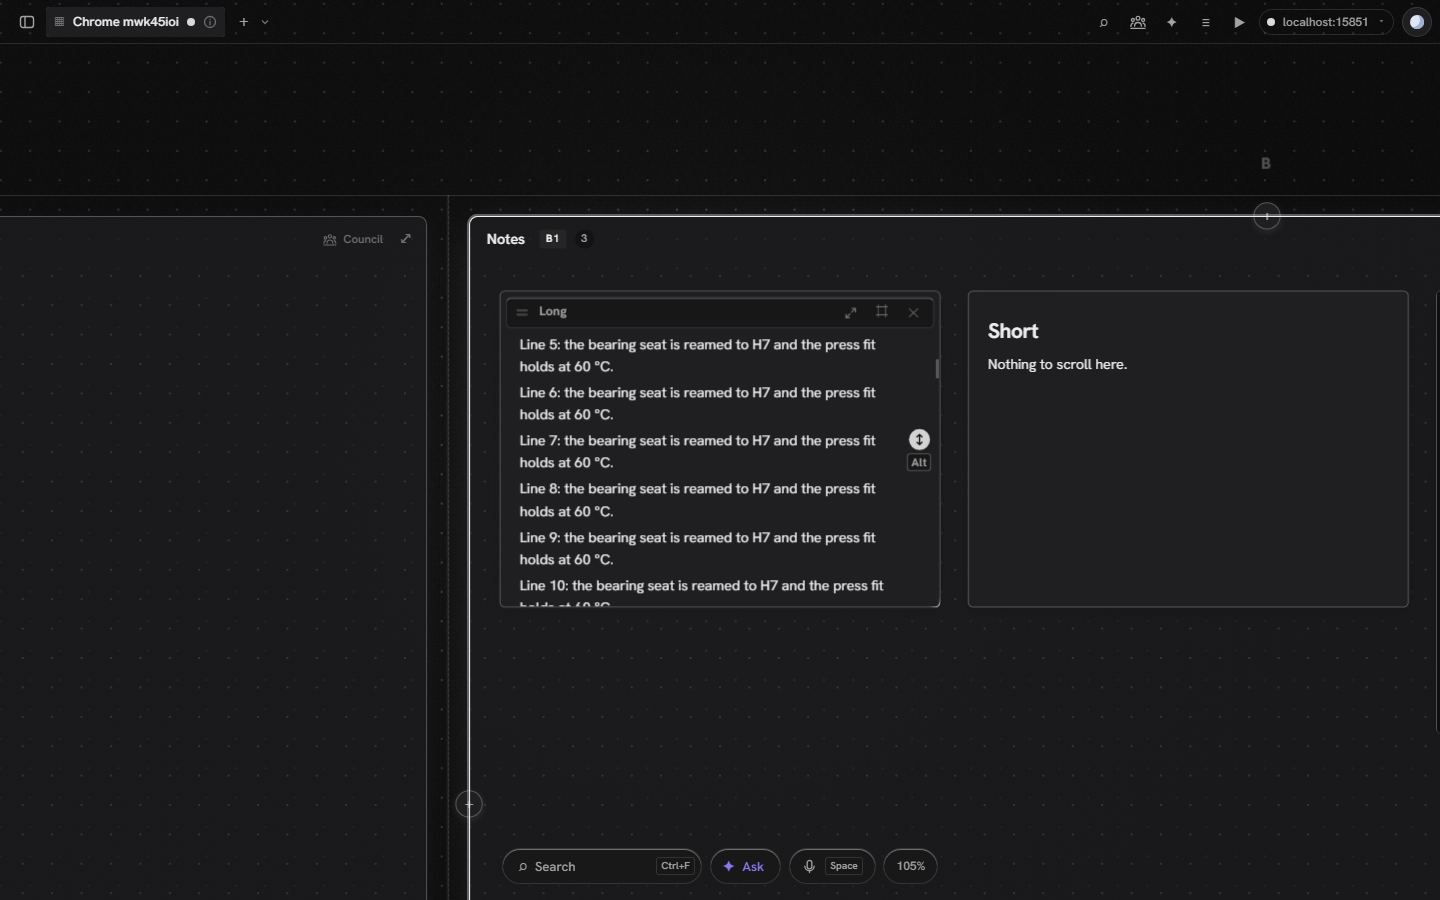 Chrome mwk45ioi
localhost:15851
B
Council
Notes B1 3
Long
Line 5: the bearing seat is reamed to H7 and the press fit
holds at 60 °C.
Line 6: the bearing seat is reamed to H7 and the press fit
holds at 60 °C.
Line 7: the bearing seat is reamed to H7 and the press fit
holds at 60 °C.
Line 8: the bearing seat is reamed to H7 and the press fit
holds at 60 °C.
Line 9: the bearing seat is reamed to H7 and the press fit
holds at 60 °C.
Line 10: the bearing seat is reamed to H7 and the press fit
holds at 60 °C.
Alt
Short
Nothing to scroll here.
Search Ctrl+F Ask Space 105%